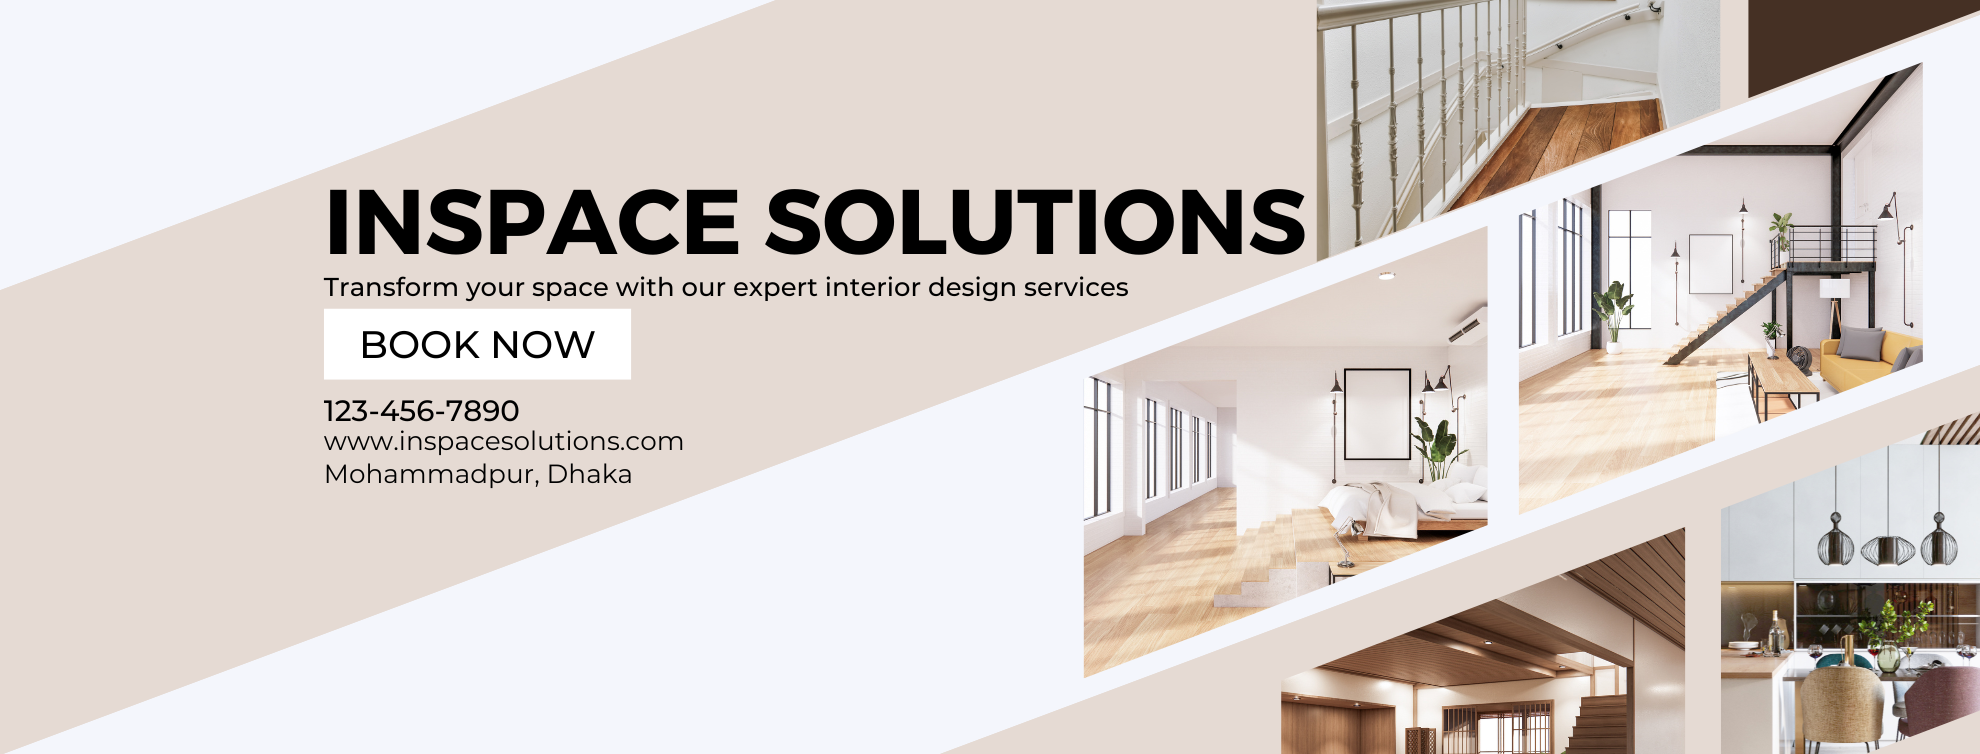 INSPACE SOLUTIONS
Transform your space with our expert interior design services
BOOK NOW
123-456-7890
www.inspacesolutions.com
Mohammadpur, Dhaka